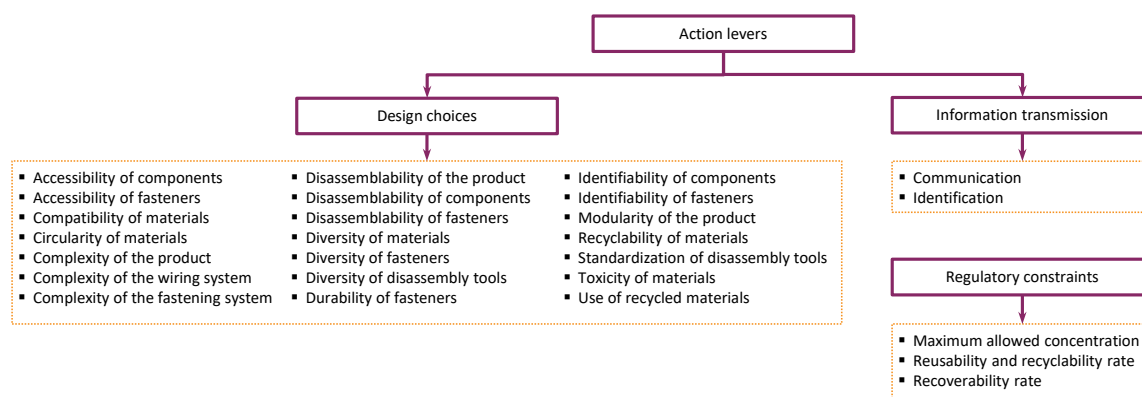 Action levers
Design choices
Information transmission
▪ Accessibility of components
▪ Accessibility of fasteners
▪ Compatibility of materials
▪ Circularity of materials
▪ Complexity of the product
▪ Complexity of the wiring system
▪ Complexity of the fastening system
▪ Disassemblability of the product
▪ Disassemblability of components
▪ Disassemblability of fasteners
▪ Diversity of materials
▪ Diversity of fasteners
▪ Diversity of disassembly tools
▪ Durability of fasteners
▪ Identifiability of components
▪ Identifiability of fasteners
▪ Modularity of the product
▪ Recyclability of materials
▪ Standardization of disassembly tools
▪ Toxicity of materials
▪ Use of recycled materials
▪ Communication
▪ Identification
Regulatory constraints
▪ Maximum allowed concentration
▪ Reusability and recyclability rate
▪ Recoverability rate